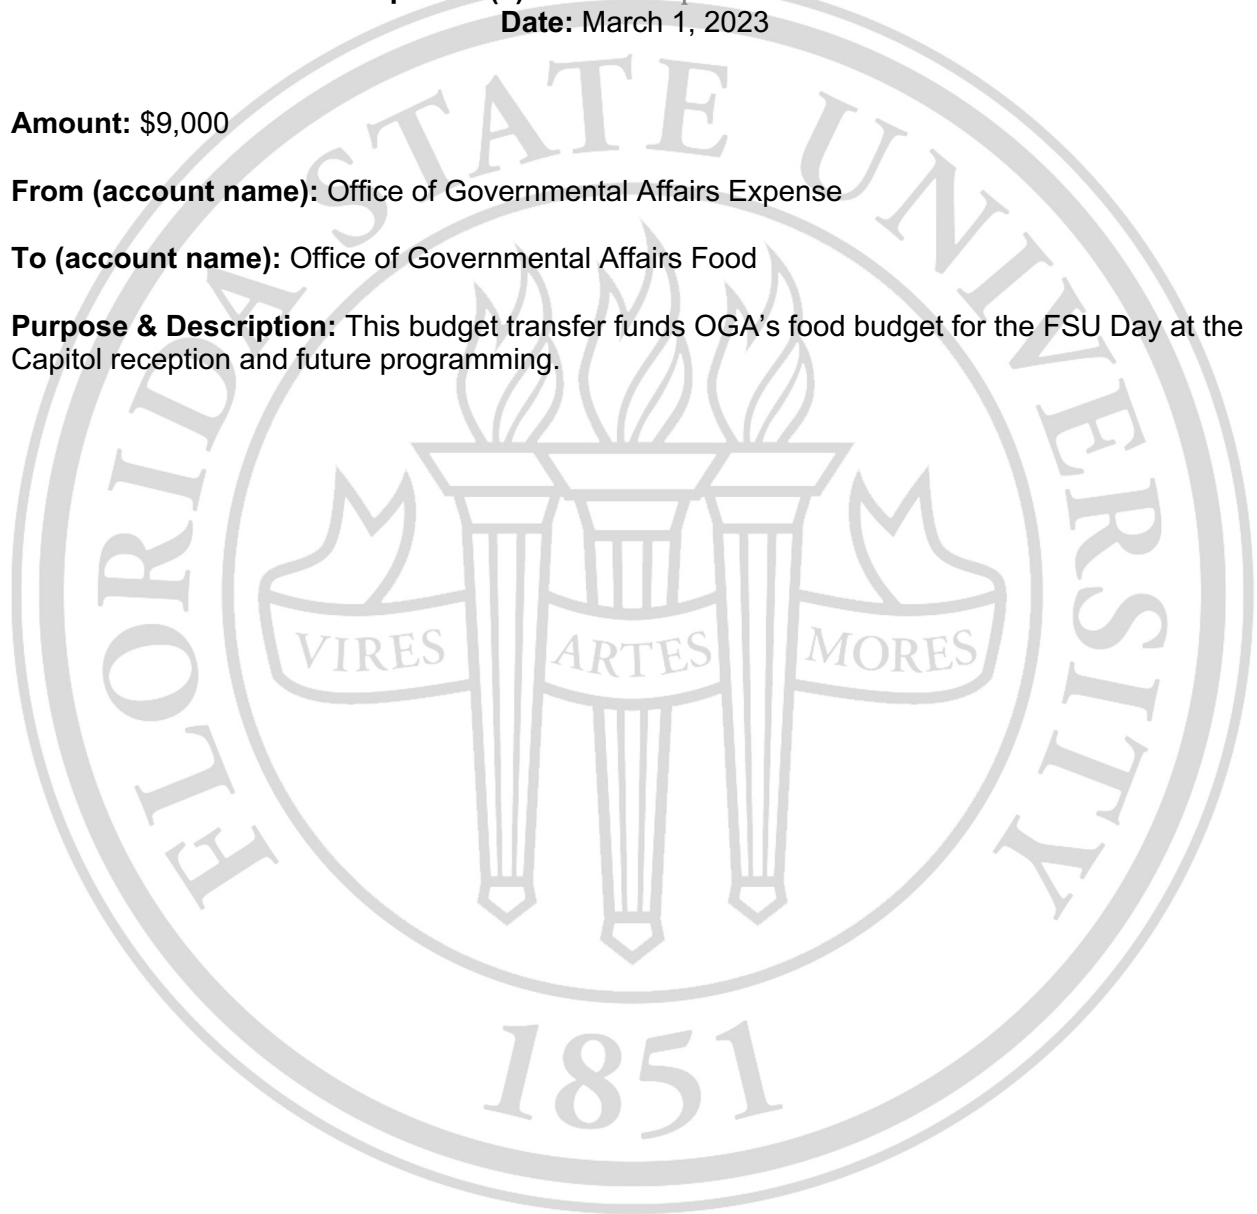 Date: March 1, 2023
Amount: $9,000
From (account name): Office of Governmental Affairs Expense
To (account name): Office of Governmental Affairs Food
Purpose & Description: This budget transfer funds OGA’s food budget for the FSU Day at the
Capitol reception and future programming.
FLORIDA STATE UNIVERSITY
VIRES ARTES MORES
1851